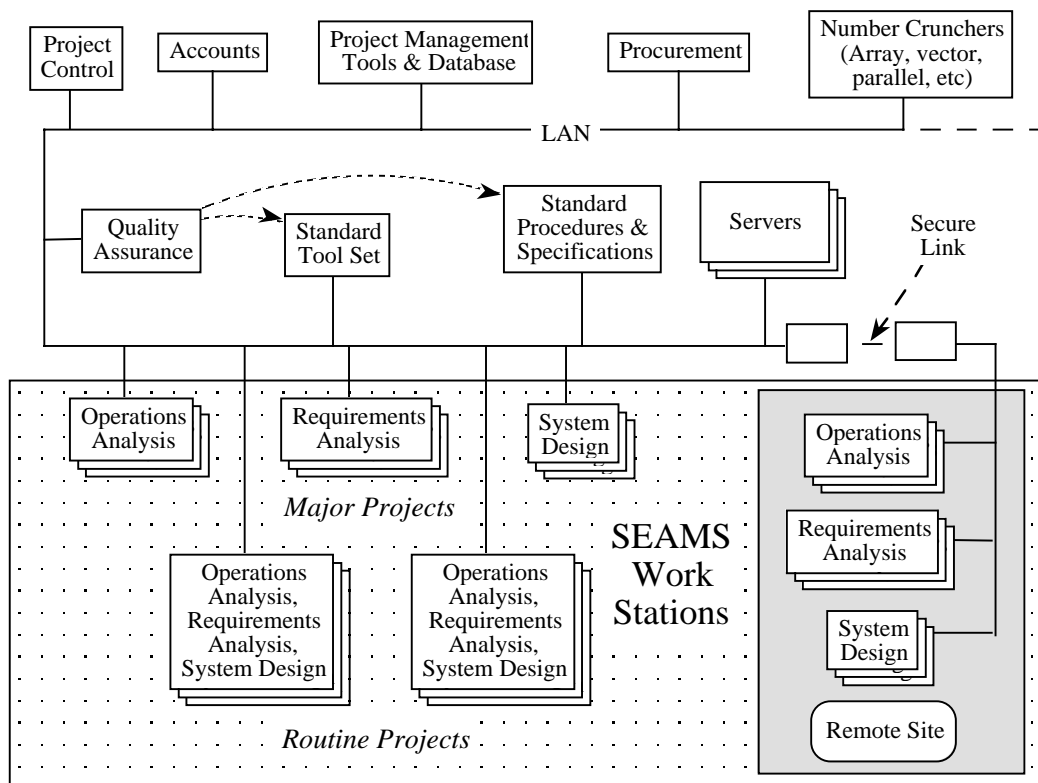 Project
Control
Accounts
Project Management
Tools & Database
Procurement
Number Crunchers
(Array, vector,
parallel, etc)
LAN
Quality
Assurance
Standard
Tool Set
Standard
Procedures &
Specifications
Servers
Secure
Link
Operations
Analysis
Requirements
Analysis
System
Design
Major Projects
Operations
Analysis,
Requirements
Analysis,
System Design
Operations
Analysis,
Requirements
Analysis,
System Design
Routine Projects
SEAMS
Work
Stations
Operations
Analysis
Requirements
Analysis
System
Design
Remote Site